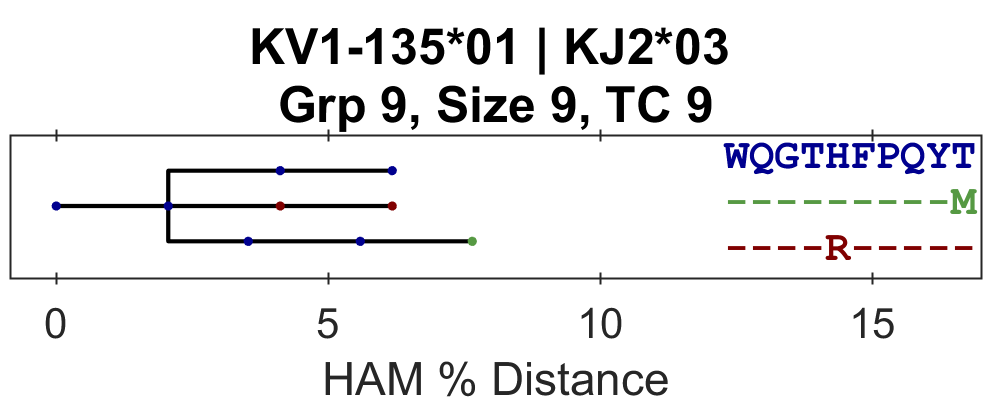 KV1-135*01 | KJ2*03
Grp 9, Size 9, TC 9
WQGTHFPQYT
---------M
----R-----
0 5 10 15
HAM % Distance